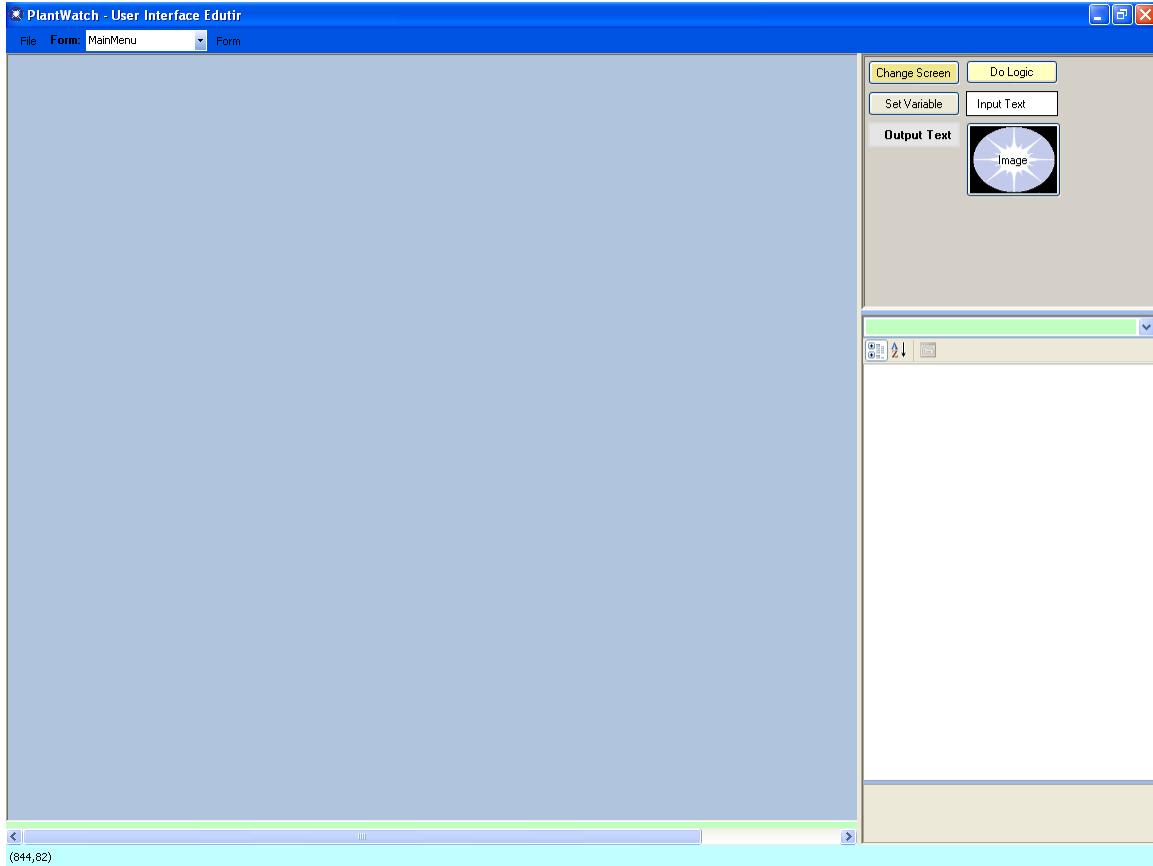 PlantWatch - User Interface Edutir
File Form: MainMenu Form
Change Screen Do Logic
Set Variable Input Text
Output Text
Image
(844,82)